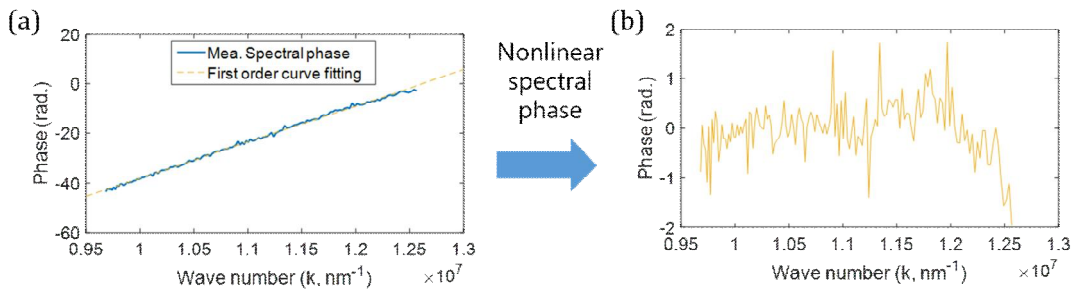 (a)
20
0
-20
-40
-60
Phase (rad.)
Mea. Spectral phase
First order curve fitting
0.95 1 1.05 1.1 1.15 1.2 1.25 1.3
Wave number (k, nm⁻¹) ×10⁷
Nonlinear
spectral
phase
(b)
2
1
0
-1
-2
Phase (rad.)
0.95 1 1.05 1.1 1.15 1.2 1.25 1.3
Wave number (k, nm⁻¹) ×10⁷